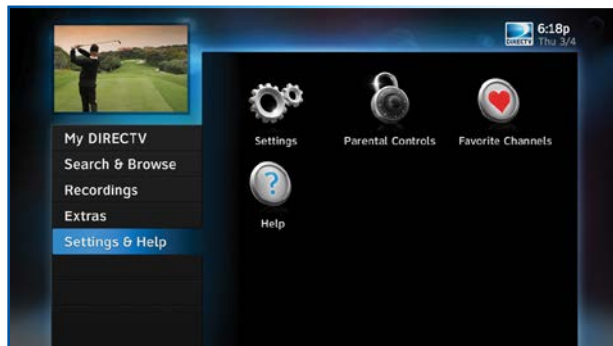 6:18p
DIRECTV Thu 3/4
My DIRECTV
Search & Browse
Recordings
Extras
Settings & Help
Settings
Parental Controls
Favorite Channels
?
Help